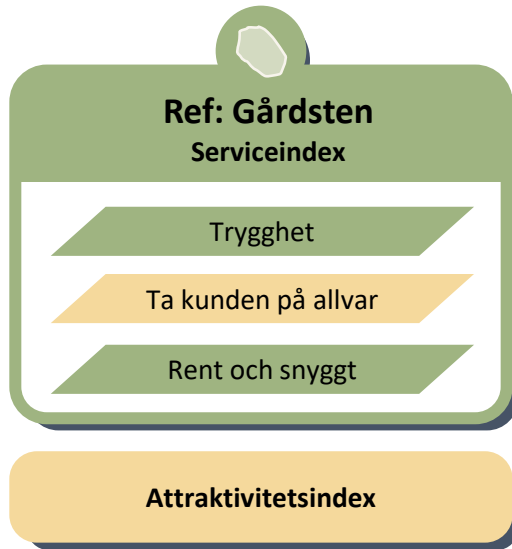 Ref: Gårdsten
Serviceindex
Trygghet
Ta kunden på allvar
Rent och snyggt
Attraktivitetsindex